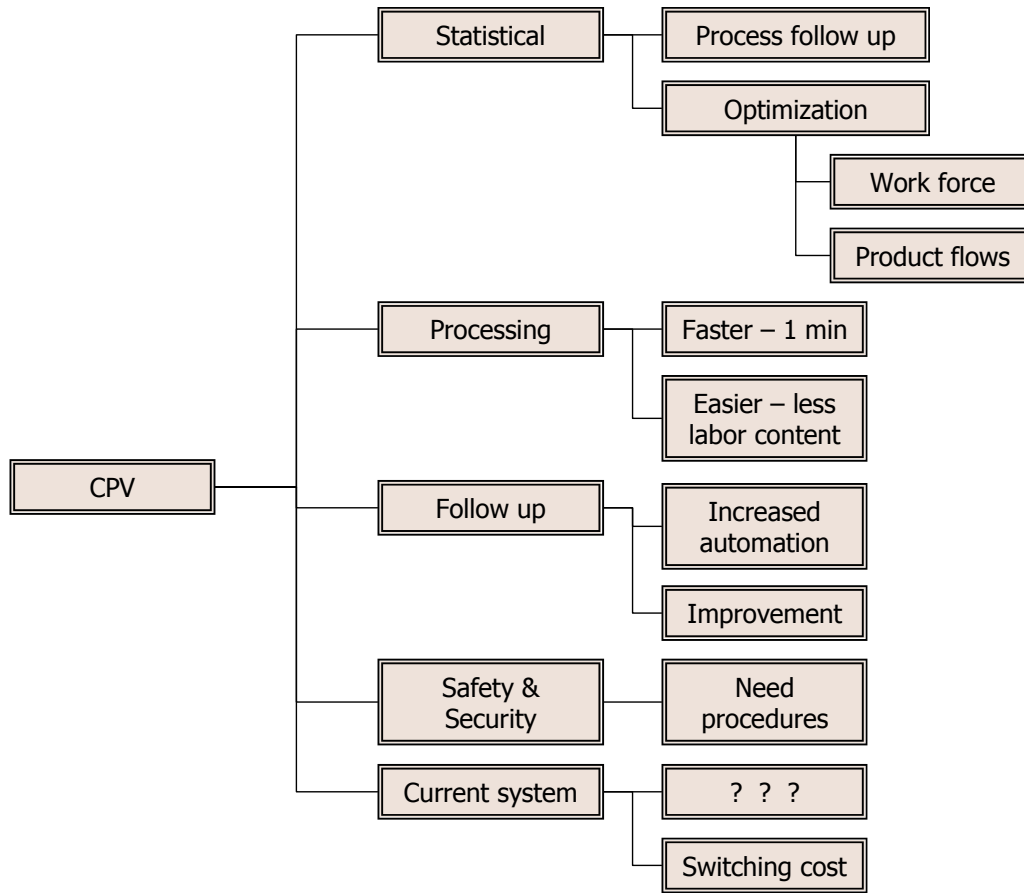 Statistical
Process follow up
Optimization
Work force
Product flows
Processing
Faster – 1 min
Easier – less
labor content
CPV
Follow up
Increased
automation
Improvement
Safety &
Security
Need
procedures
Current system
? ? ?
Switching cost